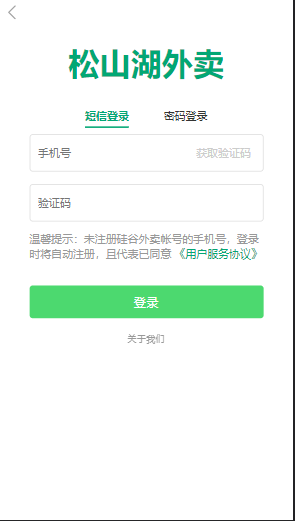 松山湖外卖
短信登录 密码登录
手机号 获取验证码
验证码
温馨提示：未注册硅谷外卖帐号的手机号，登录
时将自动注册，且代表已同意《用户服务协议》
登录
关于我们